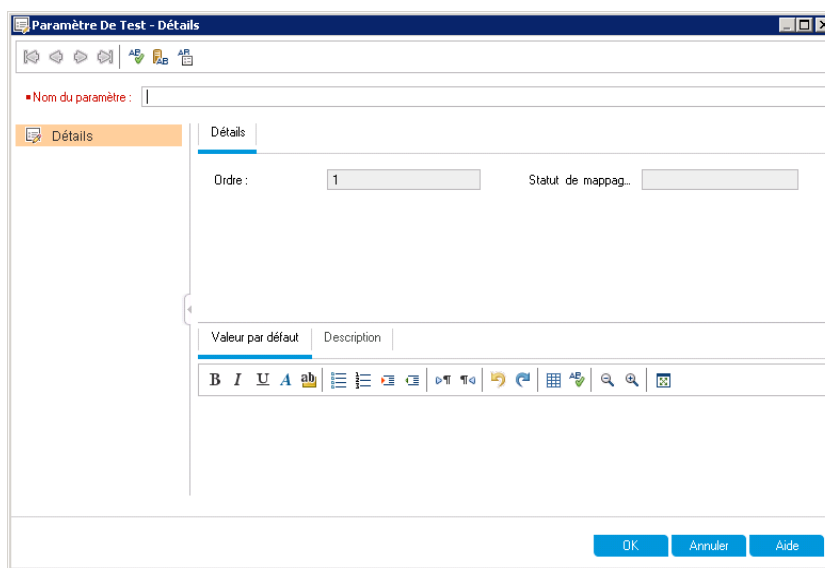 Paramètre De Test - Détails
Nom du paramètre :
Détails
Détails
Ordre : 1 Statut de mappag...
Valeur par défaut Description
B I U A ab
OK Annuler Aide